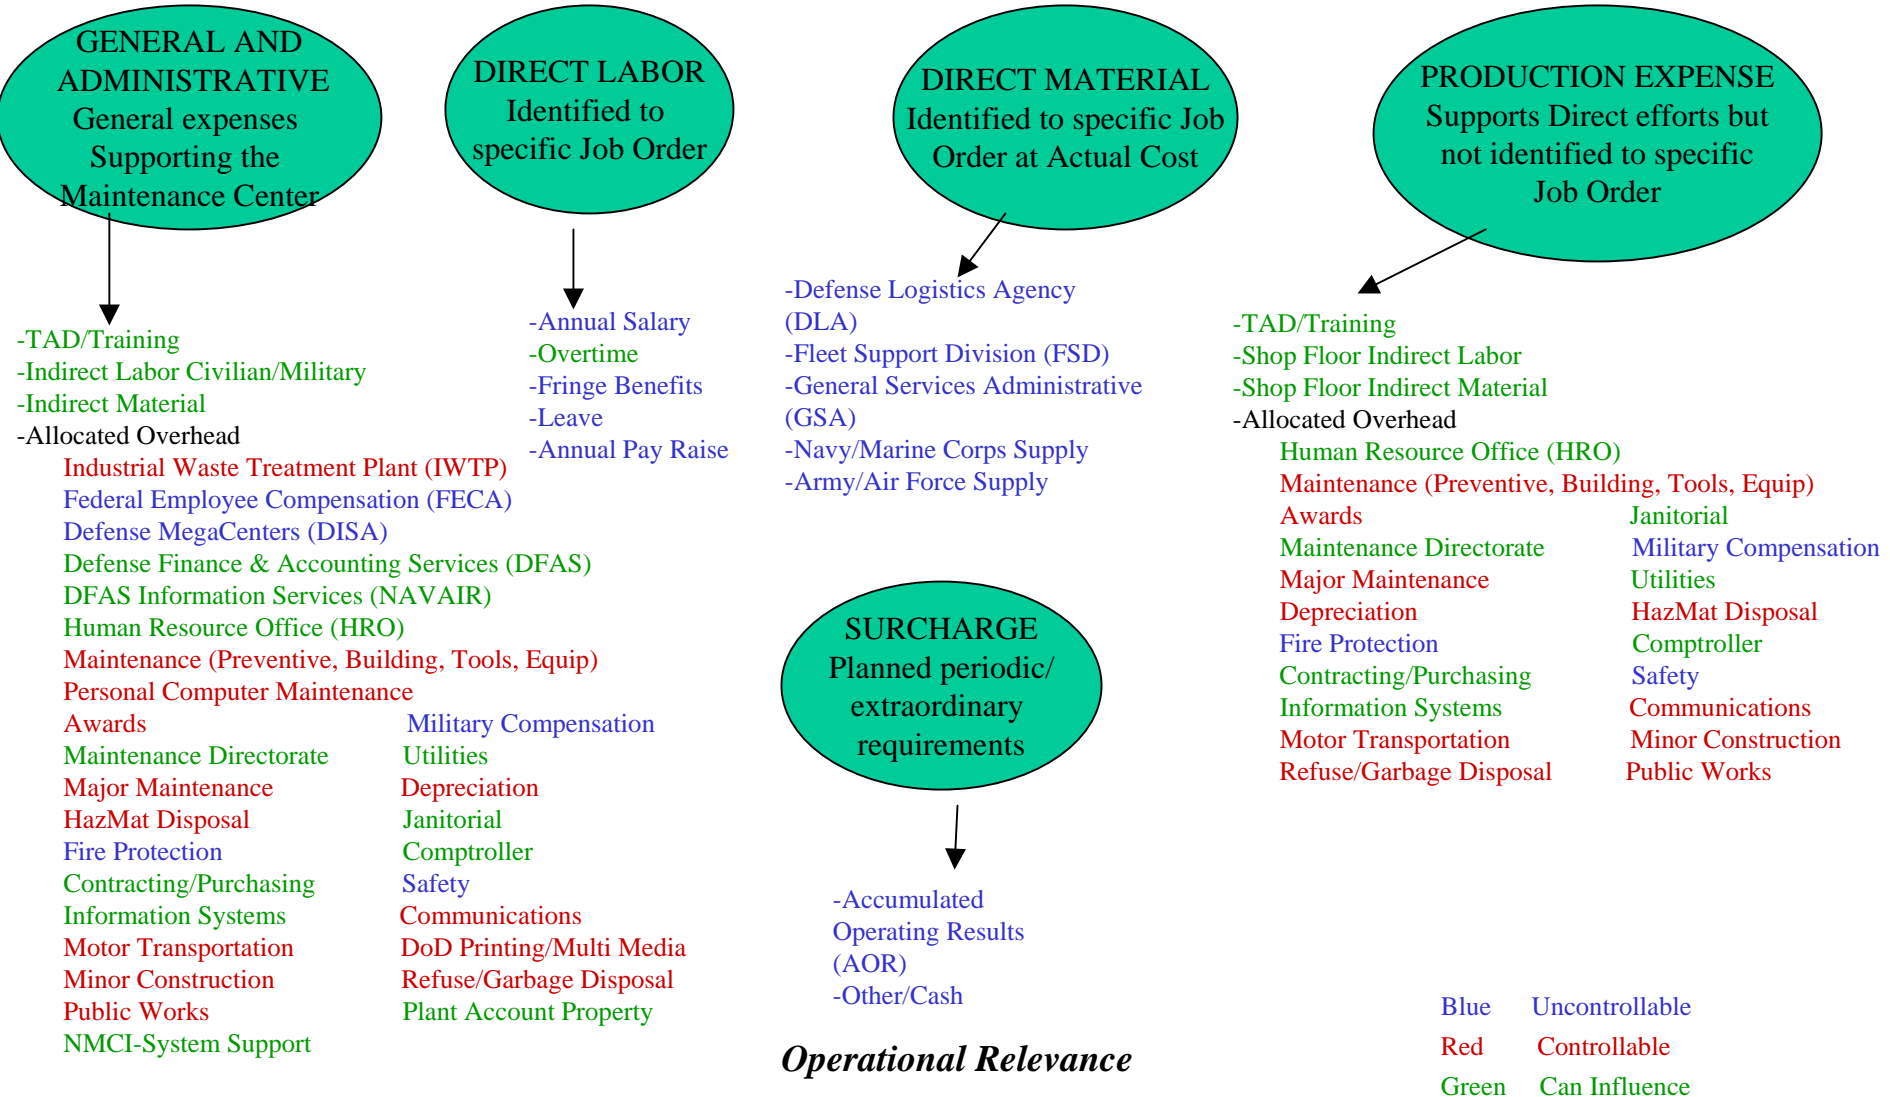 GENERAL AND
ADMINISTRATIVE
General expenses
Supporting the
Maintenance Center
DIRECT LABOR
Identified to
specific Job Order
DIRECT MATERIAL
Identified to specific Job
Order at Actual Cost
PRODUCTION EXPENSE
Supports Direct efforts but
not identified to specific
Job Order
-TAD/Training
-Indirect Labor Civilian/Military
-Indirect Material
-Allocated Overhead
Industrial Waste Treatment Plant (IWTP)
Federal Employee Compensation (FECA)
Defense MegaCenters (DISA)
Defense Finance & Accounting Services (DFAS)
DFAS Information Services (NAVAIR)
Human Resource Office (HRO)
Maintenance (Preventive, Building, Tools, Equip)
Personal Computer Maintenance
Awards Military Compensation
Maintenance Directorate Utilities
Major Maintenance Depreciation
HazMat Disposal Janitorial
Fire Protection Comptroller
Contracting/Purchasing Safety
Information Systems Communications
Motor Transportation DoD Printing/Multi Media
Minor Construction Refuse/Garbage Disposal
Public Works Plant Account Property
NMCI-System Support
-Annual Salary
-Overtime
-Fringe Benefits
-Leave
-Annual Pay Raise
-Defense Logistics Agency
(DLA)
-Fleet Support Division (FSD)
-General Services Administrative
(GSA)
-Navy/Marine Corps Supply
-Army/Air Force Supply
SURCHARGE
Planned periodic/
extraordinary
requirements
-Accumulated
Operating Results
(AOR)
-Other/Cash
-TAD/Training
-Shop Floor Indirect Labor
-Shop Floor Indirect Material
-Allocated Overhead
Human Resource Office (HRO)
Maintenance (Preventive, Building, Tools, Equip)
Awards Janitorial
Maintenance Directorate Military Compensation
Major Maintenance Utilities
Depreciation HazMat Disposal
Fire Protection Comptroller
Contracting/Purchasing Safety
Information Systems Communications
Motor Transportation Minor Construction
Refuse/Garbage Disposal Public Works
Operational Relevance
Blue Uncontrollable
Red Controllable
Green Can Influence